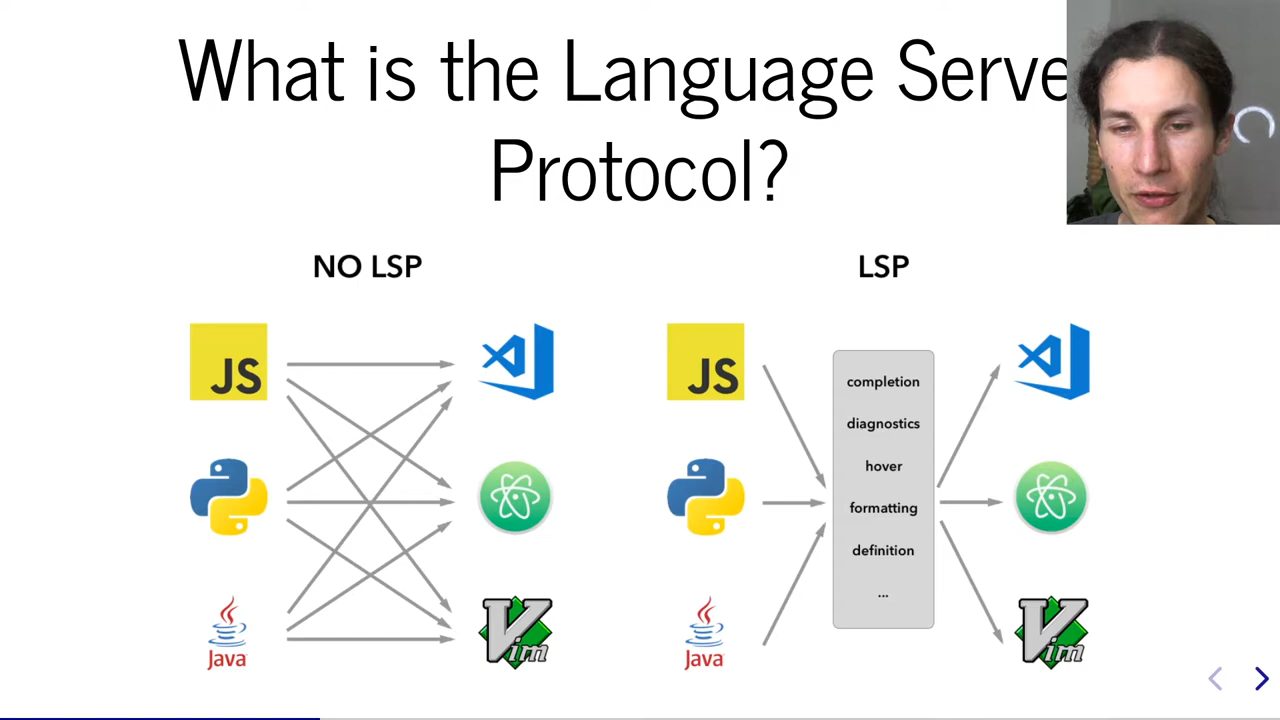 What is the Language Serve
Protocol?
NO LSP
LSP
JS
JS
completion
diagnostics
hover
formatting
definition
...
Java
Vim
Java
Vim